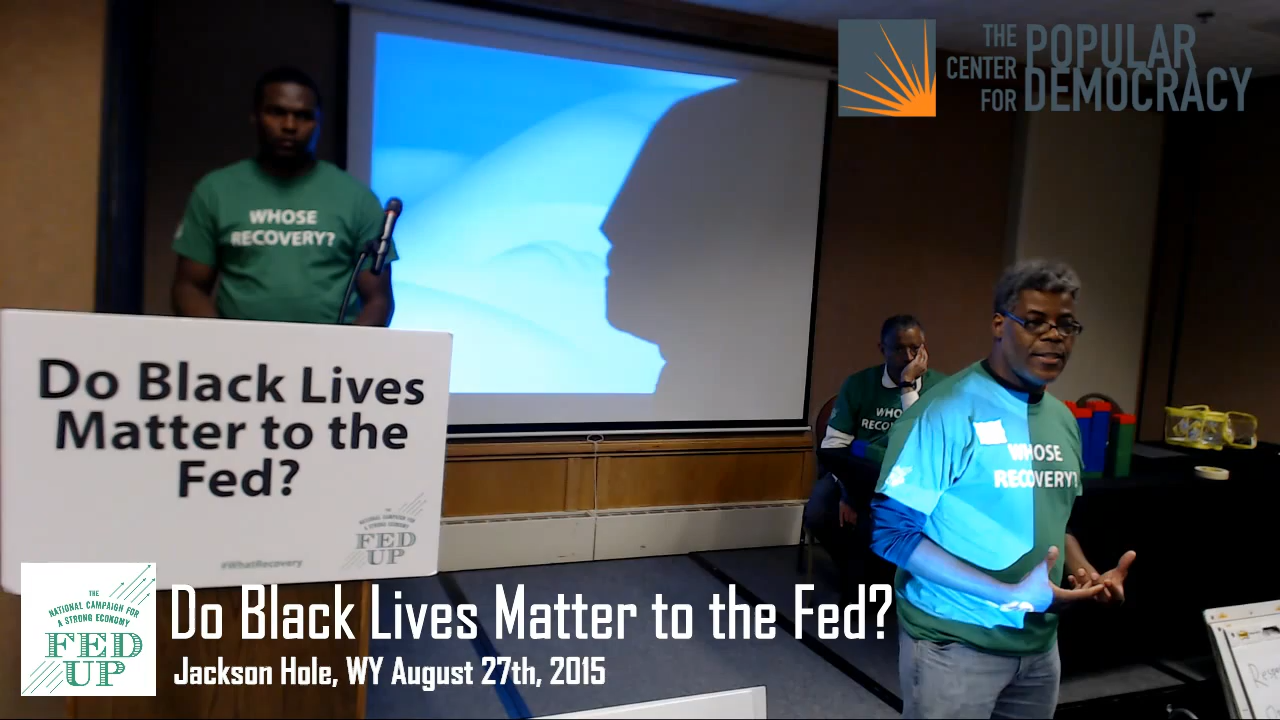 THE
CENTER
FOR
POPULAR
DEMOCRACY
WHOSE
RECOVERY?
Do Black Lives
Matter to the
Fed?
THE
NATIONAL CAMPAIGN FOR
A STRONG ECONOMY
FED
UP
#WhatRecovery
WHOSE
RECOVERY?
THE
NATIONAL CAMPAIGN FOR
A STRONG ECONOMY
FED
UP
Do Black Lives Matter to the Fed?
Jackson Hole, WY August 27th, 2015